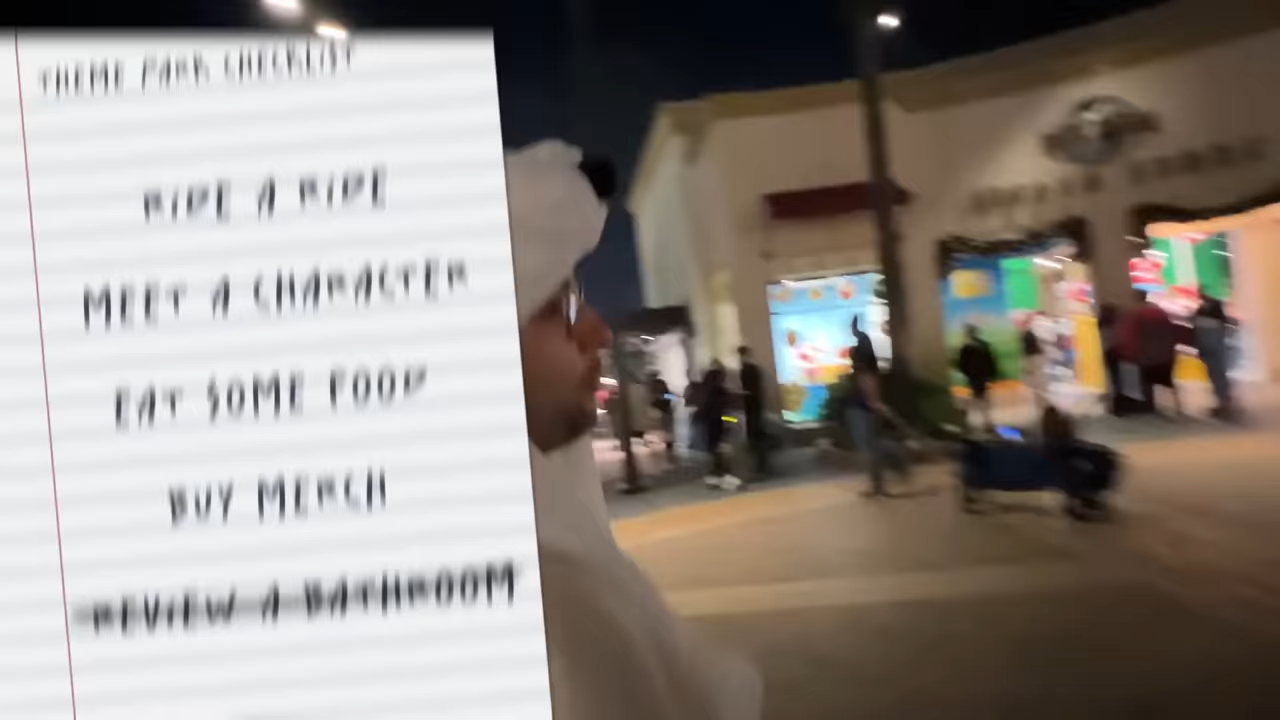 THEME PARK CHECKLIST
RIDE A RIDE
MEET A CHARACTER
EAT SOME FOOD
BUY MERCH
REVIEW A BATHROOM